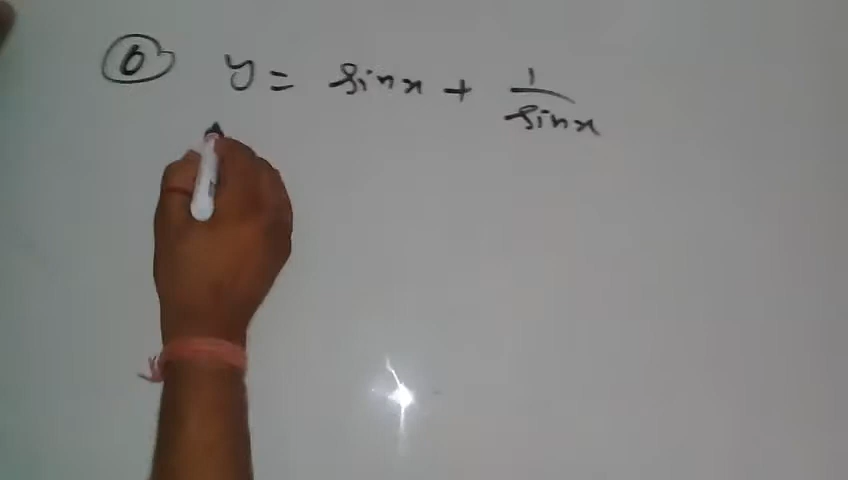 ⑥ y = sinx + 1/sinx